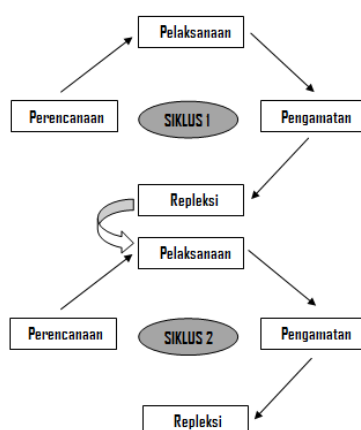 Pelaksanaan
Perencanaan
SIKLUS 1
Pengamatan
Repleksi
Pelaksanaan
Perencanaan
SIKLUS 2
Pengamatan
Repleksi